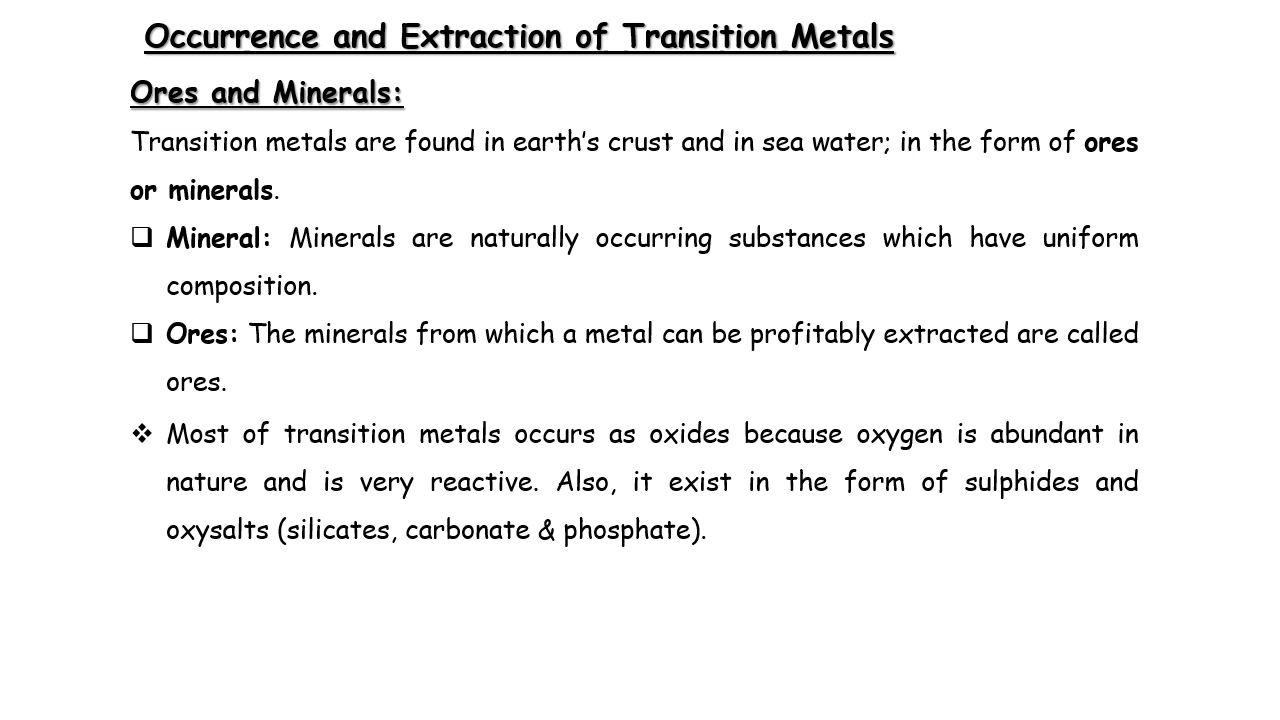 Occurrence and Extraction of Transition Metals
Ores and Minerals:
Transition metals are found in earth’s crust and in sea water; in the form of ores
or minerals.
❑ Mineral: Minerals are naturally occurring substances which have uniform
composition.
❑ Ores: The minerals from which a metal can be profitably extracted are called
ores.
❖ Most of transition metals occurs as oxides because oxygen is abundant in
nature and is very reactive. Also, it exist in the form of sulphides and
oxysalts (silicates, carbonate & phosphate).